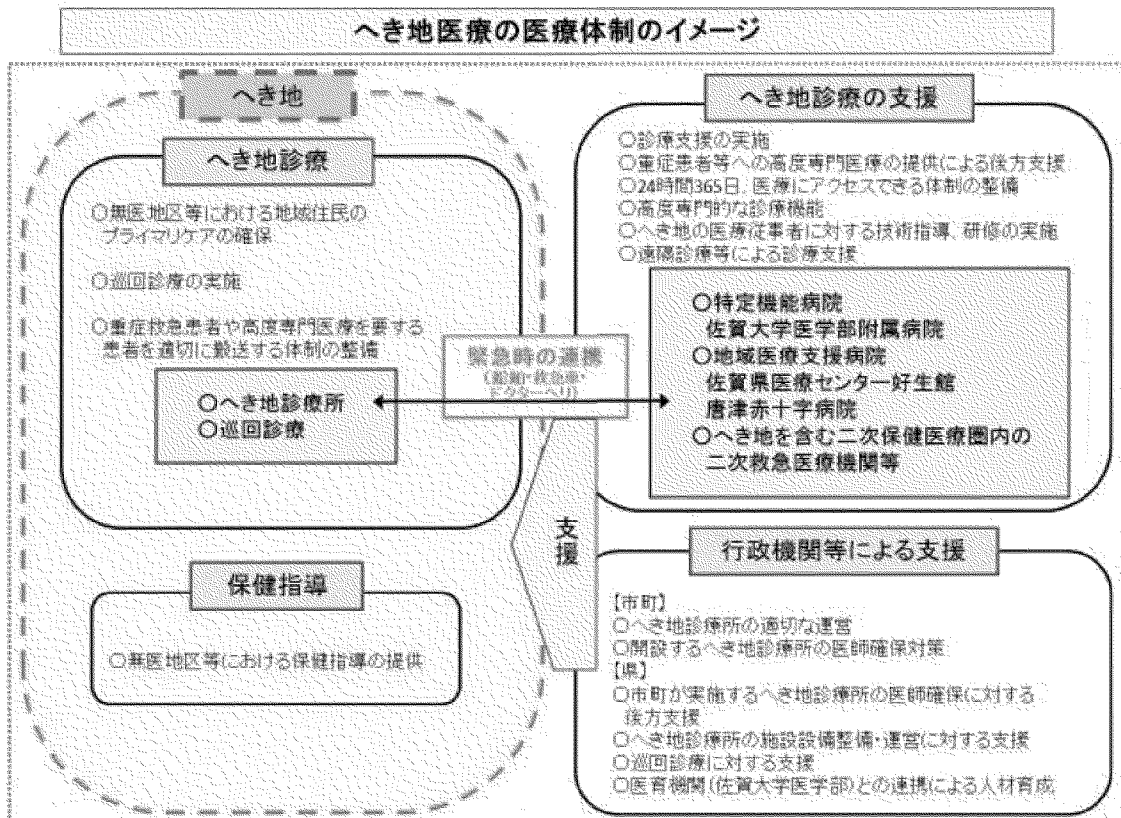 へき地医療の医療体制のイメージ
へき地
へき地診療
○無医地区等における地域住民の
プライマリケアの確保
○巡回診療の実施
○重症救急患者や高度専門医療を要する
患者を適切に搬送する体制の整備
○へき地診療所
○巡回診療
保健指導
○無医地区等における保健指導の提供
緊急時の連携
(船舶・救急車・
ドクターヘリ)
支援
へき地診療の支援
○診療支援の実施
○重症患者等への高度専門医療の提供による後方支援
○24時間365日、医療にアクセスできる体制の整備
○高度専門的な診療機能
○へき地の医療従事者に対する技術指導、研修の実施
○遠隔診療等による診療支援
○特定機能病院
佐賀大学医学部附属病院
○地域医療支援病院
佐賀県医療センター好生館
唐津赤十字病院
○へき地を含む二次保健医療圏内の
二次救急医療機関等
行政機関等による支援
【市町】
○へき地診療所の適切な運営
○開設するへき地診療所の医師確保対策
【県】
○市町が実施するへき地診療所の医師確保に対する
後方支援
○へき地診療所の施設設備整備・運営に対する支援
○巡回診療に対する支援
○医育機関(佐賀大学医学部)との連携による人材育成